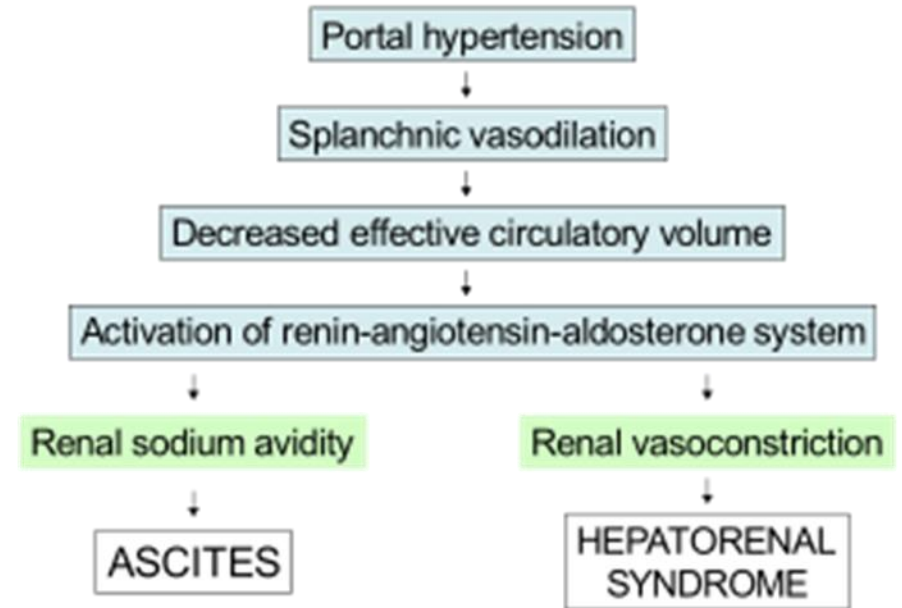 Portal hypertension
Splanchnic vasodilation
Decreased effective circulatory volume
Activation of renin-angiotensin-aldosterone system
Renal sodium avidity
Renal vasoconstriction
ASCITES
HEPATORENAL
SYNDROME